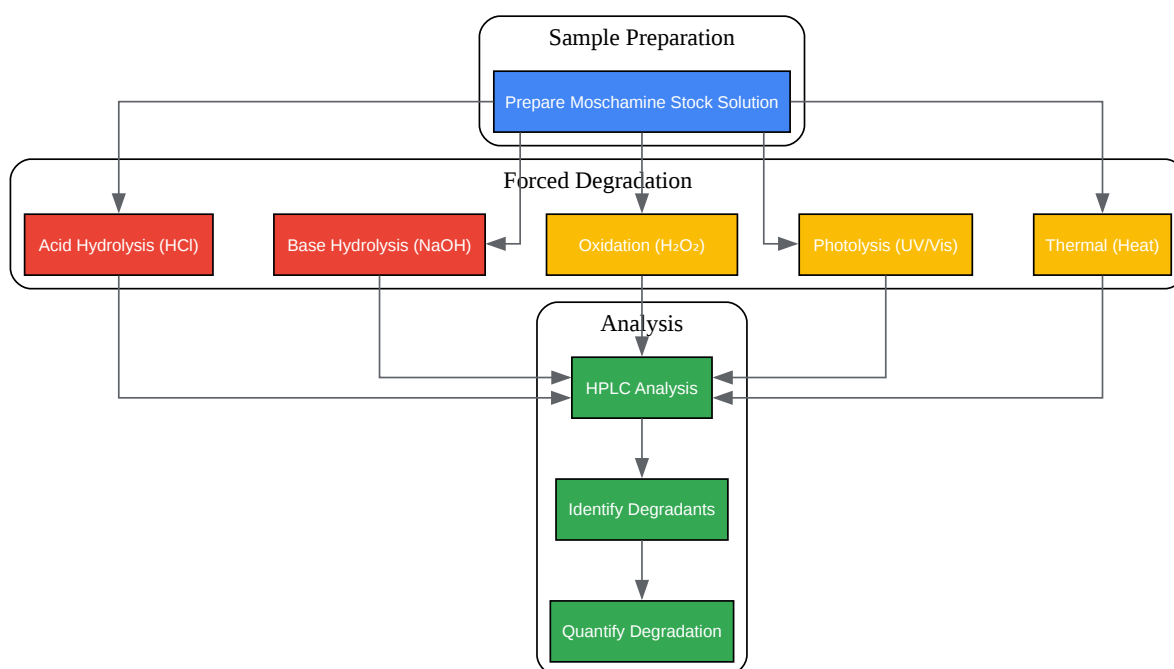 Sample Preparation
Prepare Moschamine Stock Solution
Forced Degradation
Acid Hydrolysis (HCl)
Base Hydrolysis (NaOH)
Oxidation (H₂O₂)
Photolysis (UV/Vis)
Thermal (Heat)
Analysis
HPLC Analysis
Identify Degradants
Quantify Degradation